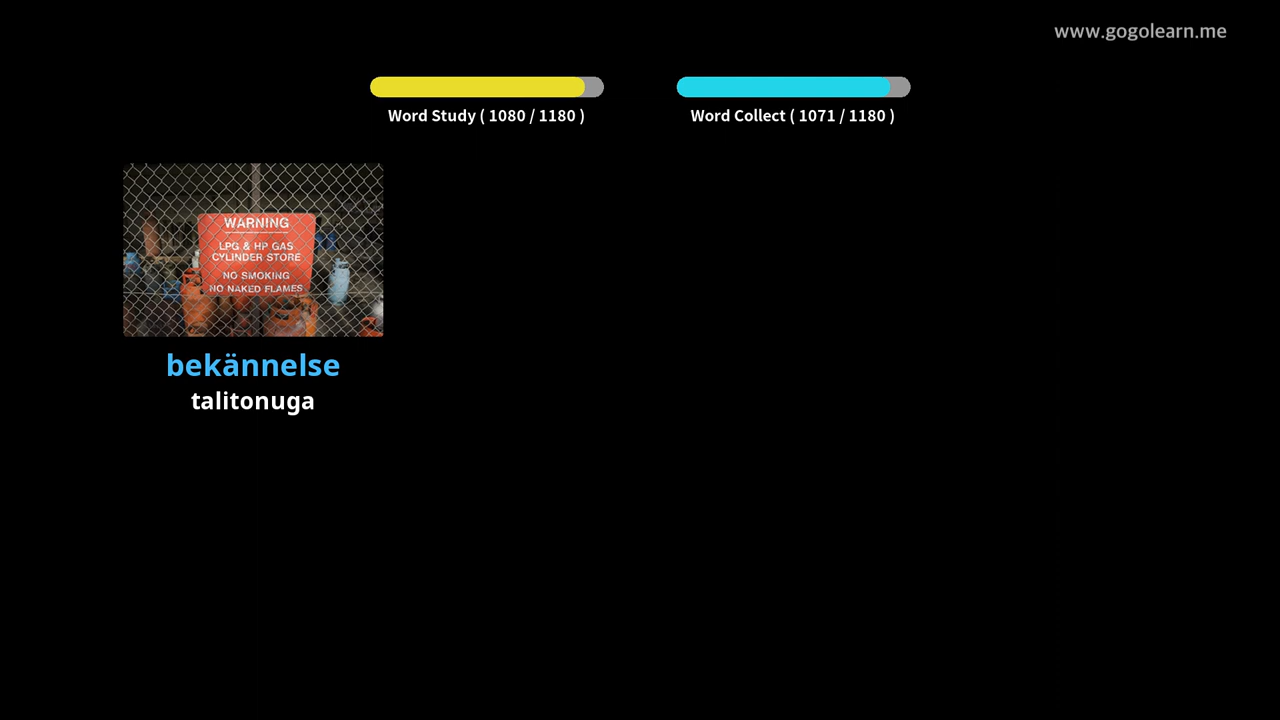 www.gogolearn.me
Word Study ( 1080 / 1180 )
Word Collect ( 1071 / 1180 )
WARNING
LPG & HP GAS
CYLINDER STORE
NO SMOKING
NO NAKED FLAMES
bekännelse
talitonuga